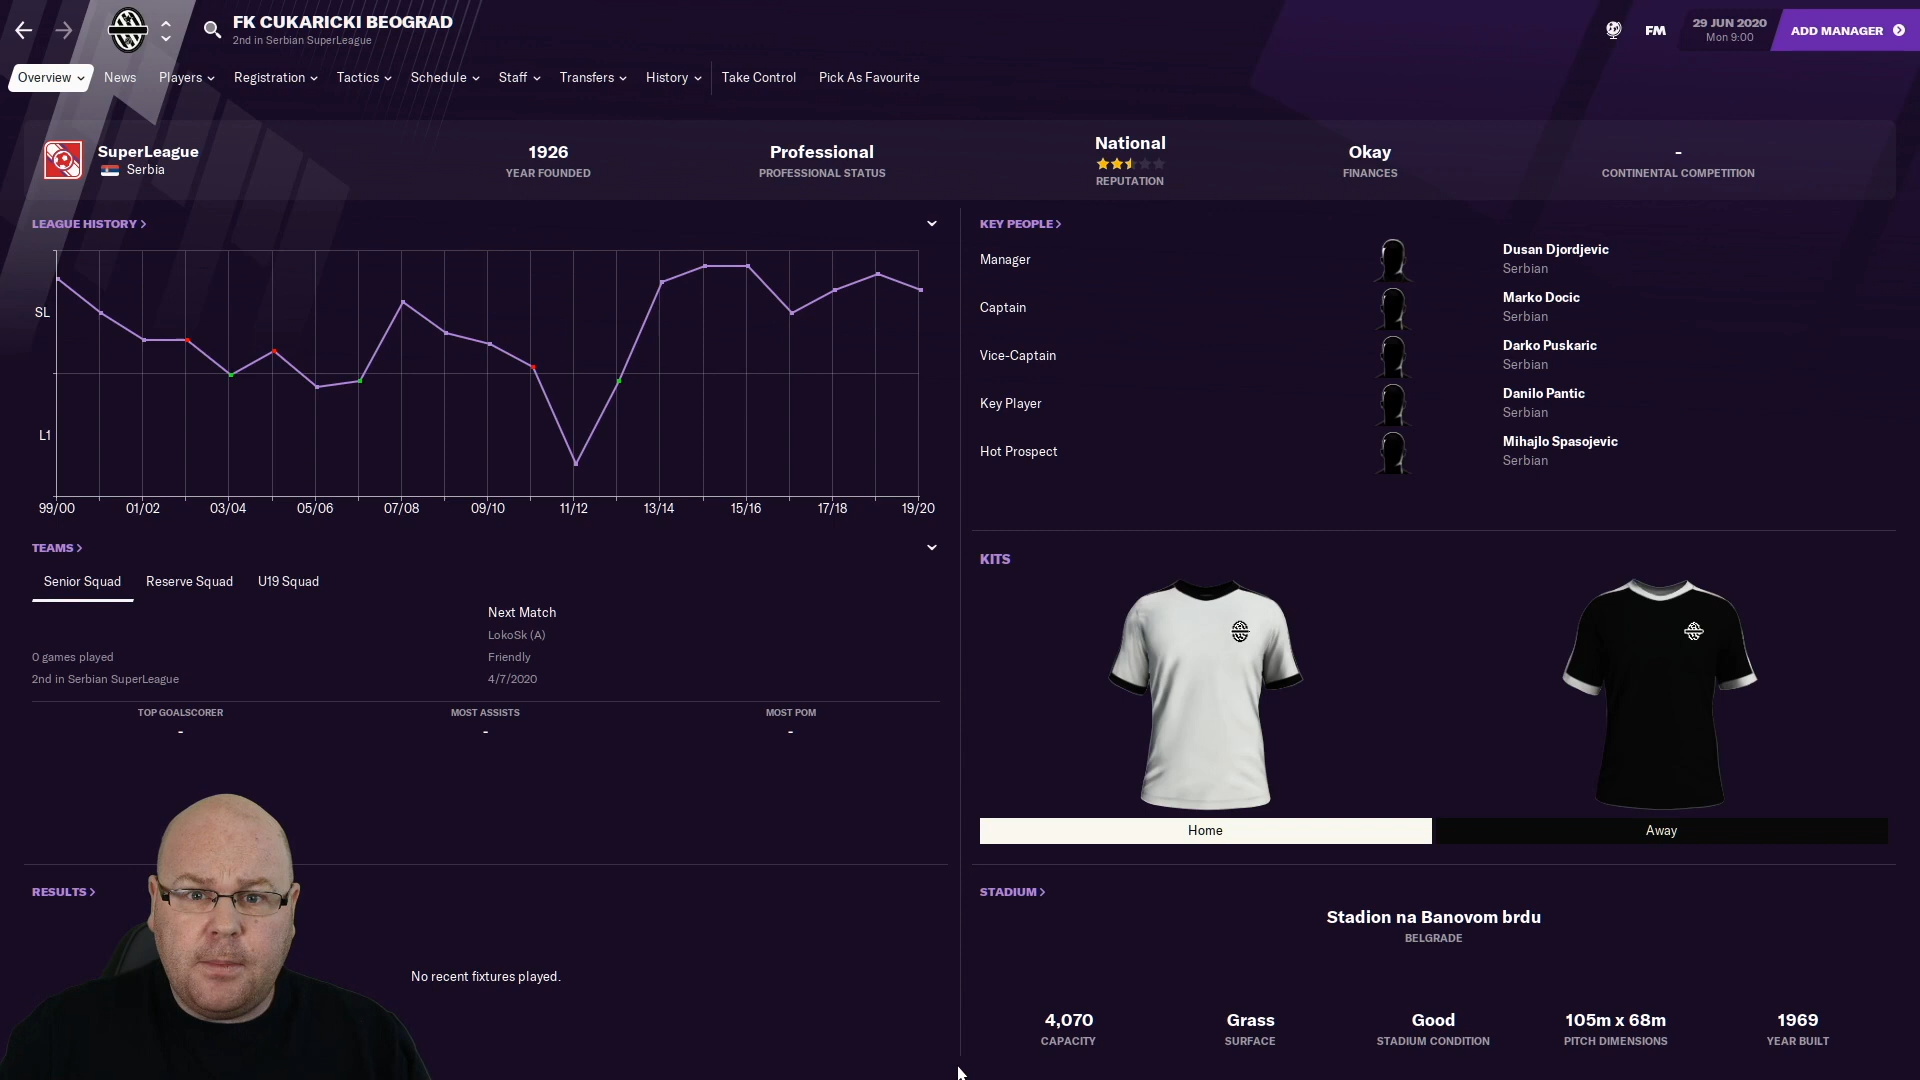 FK CUKARICKI BEOGRAD
2nd in Serbian SuperLeague
FM
29 JUN 2020
Mon 9:00
ADD MANAGER
Overview News Players Registration Tactics Schedule Staff Transfers History Take Control Pick As Favourite
SuperLeague
Serbia
1926
YEAR FOUNDED
Professional
PROFESSIONAL STATUS
National
REPUTATION
Okay
FINANCES
-
CONTINENTAL COMPETITION
LEAGUE HISTORY
SL
L1
99/00 01/02 03/04 05/06 07/08 09/10 11/12 13/14 15/16 17/18 19/20
KEY PEOPLE
Manager
Dusan Djordjevic
Serbian
Captain
Marko Docic
Serbian
Vice-Captain
Darko Puskaric
Serbian
Key Player
Danilo Pantic
Serbian
Hot Prospect
Mihajlo Spasojevic
Serbian
TEAMS
Senior Squad Reserve Squad U19 Squad
Next Match
LokoSk (A)
0 games played
Friendly
2nd in Serbian SuperLeague
4/7/2020
TOP GOALSCORER
-
MOST ASSISTS
-
MOST POM
-
KITS
Home
Away
RESULTS
No recent fixtures played.
STADIUM
Stadion na Banovom brdu
BELGRADE
4,070
CAPACITY
Grass
SURFACE
Good
STADIUM CONDITION
105m x 68m
PITCH DIMENSIONS
1969
YEAR BUILT